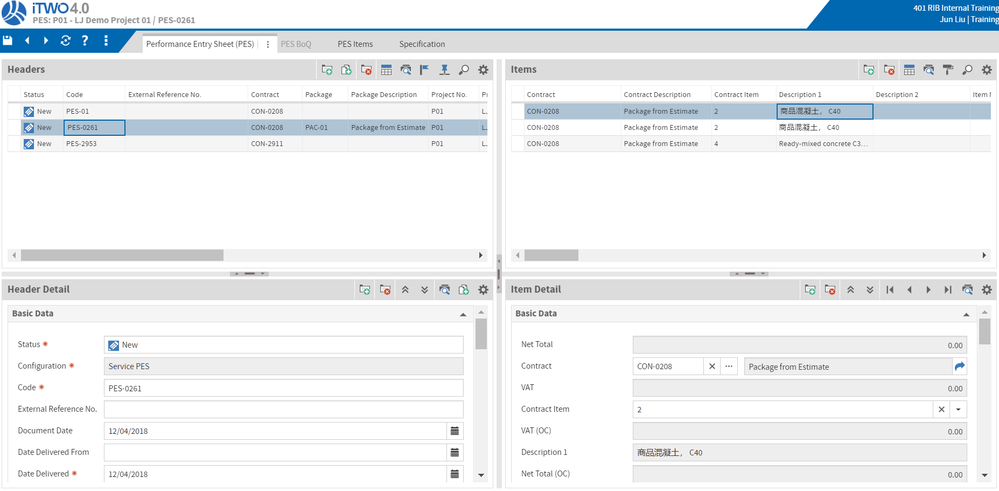 iTWO 4.0
PES: P01 - LJ Demo Project 01 / PES-0261
401 RIB Internal Training
Jun Liu | Training
Performance Entry Sheet (PES)
PES BoQ
PES Items
Specification
Headers
Status Code External Reference No. Contract Package Package Description Project No.
New PES-01 CON-0208 P01 LJ
New PES-0261 CON-0208 PAC-01 Package from Estimate P01 LJ
New PES-2953 CON-2911 P01 LJ
Items
Contract Contract Description Contract Item Description 1 Description 2 Item
CON-0208 Package from Estimate 2 商品混凝土， C40
CON-0208 Package from Estimate 2 商品混凝土， C40
CON-0208 Package from Estimate 4 Ready-mixed concrete C3...
Header Detail
Basic Data
Status * New
Configuration * Service PES
Code * PES-0261
External Reference No.
Document Date 12/04/2018
Date Delivered From
Date Delivered * 12/04/2018
Item Detail
Basic Data
Net Total 0.00
Contract CON-0208 Package from Estimate
VAT 0.00
Contract Item 2
VAT (OC) 0.00
Description 1 商品混凝土， C40
Net Total (OC) 0.00